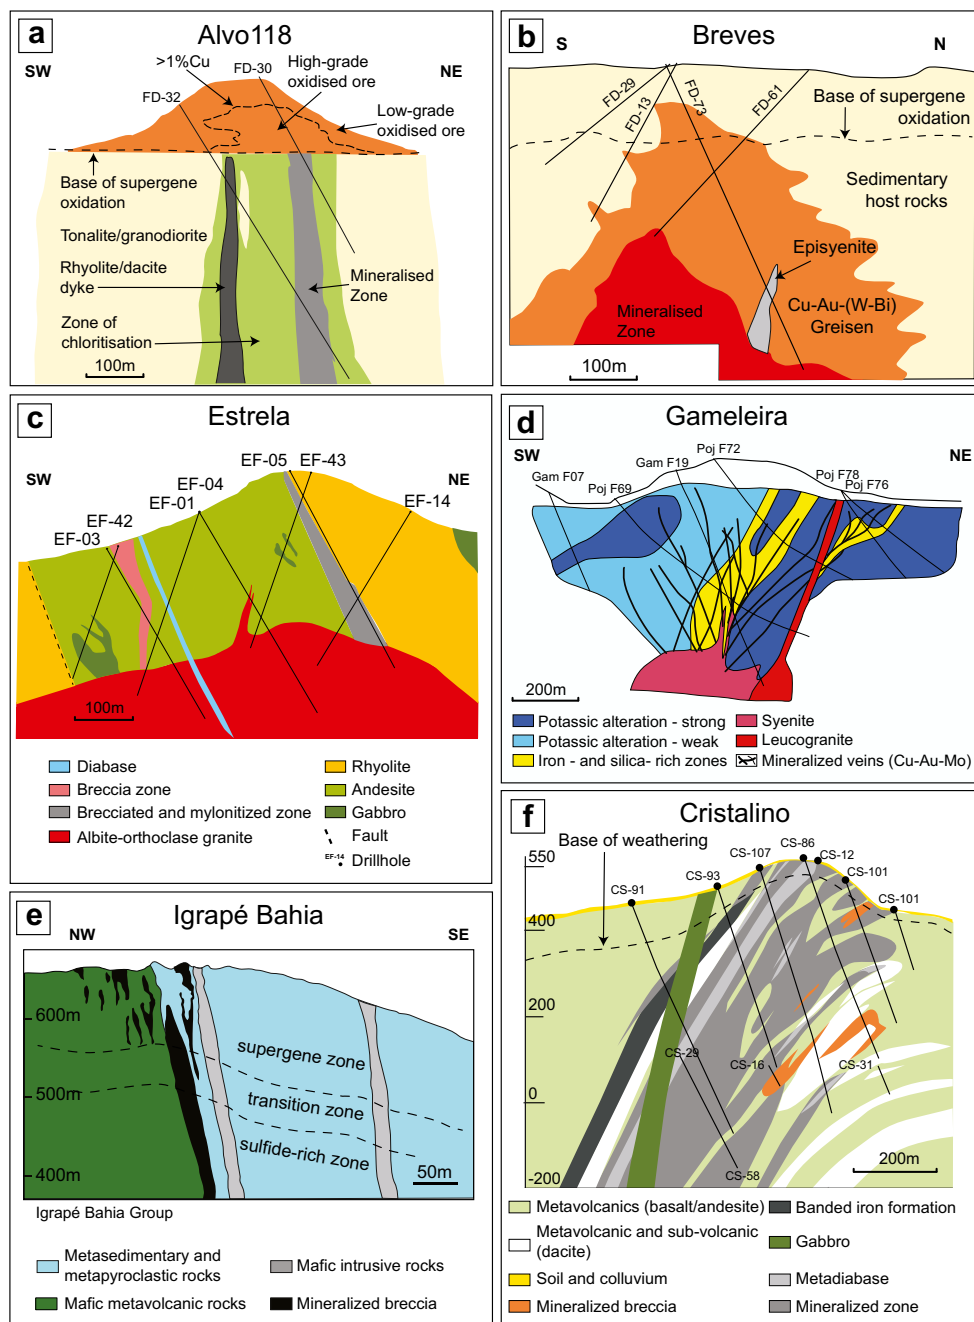 a
Alvo118
SW
NE
>1%Cu
FD-30
High-grade
oxidised ore
FD-32
Low-grade
oxidised ore
Base of supergene
oxidation
Tonalite/granodiorite
Rhyolite/dacite
dyke
Mineralised
Zone
Zone of
chloritisation
100m
b
Breves
S
N
FD-29
FD-13
FD-73
FD-61
Base of supergene
oxidation
Sedimentary
host rocks
Episyenite
Mineralised
Zone
Cu-Au-(W-Bi)
Greisen
100m
c
Estrela
SW
NE
EF-05
EF-43
EF-04
EF-01
EF-14
EF-42
EF-03
100m
Diabase
Breccia zone
Brecciated and mylonitized zone
Albite-orthoclase granite
Rhyolite
Andesite
Gabbro
Fault
EF-14
Drillhole
d
Gameleira
SW
NE
Poj F72
Gam F19
Gam F07
Poj F69
Poj F78
Poj F76
200m
Potassic alteration - strong
Potassic alteration - weak
Iron - and silica- rich zones
Syenite
Leucogranite
Mineralized veins (Cu-Au-Mo)
e
Igrapé Bahia
NW
SE
600m
500m
400m
supergene zone
transition zone
sulfide-rich zone
50m
Igrapé Bahia Group
Metasedimentary and
metapyroclastic rocks
Mafic metavolcanic rocks
Mafic intrusive rocks
Mineralized breccia
f
Cristalino
Base of weathering
550
400
200
0
-200
CS-86
CS-107
CS-12
CS-93
CS-101
CS-91
CS-101
CS-29
CS-16
CS-31
CS-58
200m
Metavolcanics (basalt/andesite)
Metavolcanic and sub-volcanic
(dacite)
Soil and colluvium
Mineralized breccia
Banded iron formation
Gabbro
Metadiabase
Mineralized zone